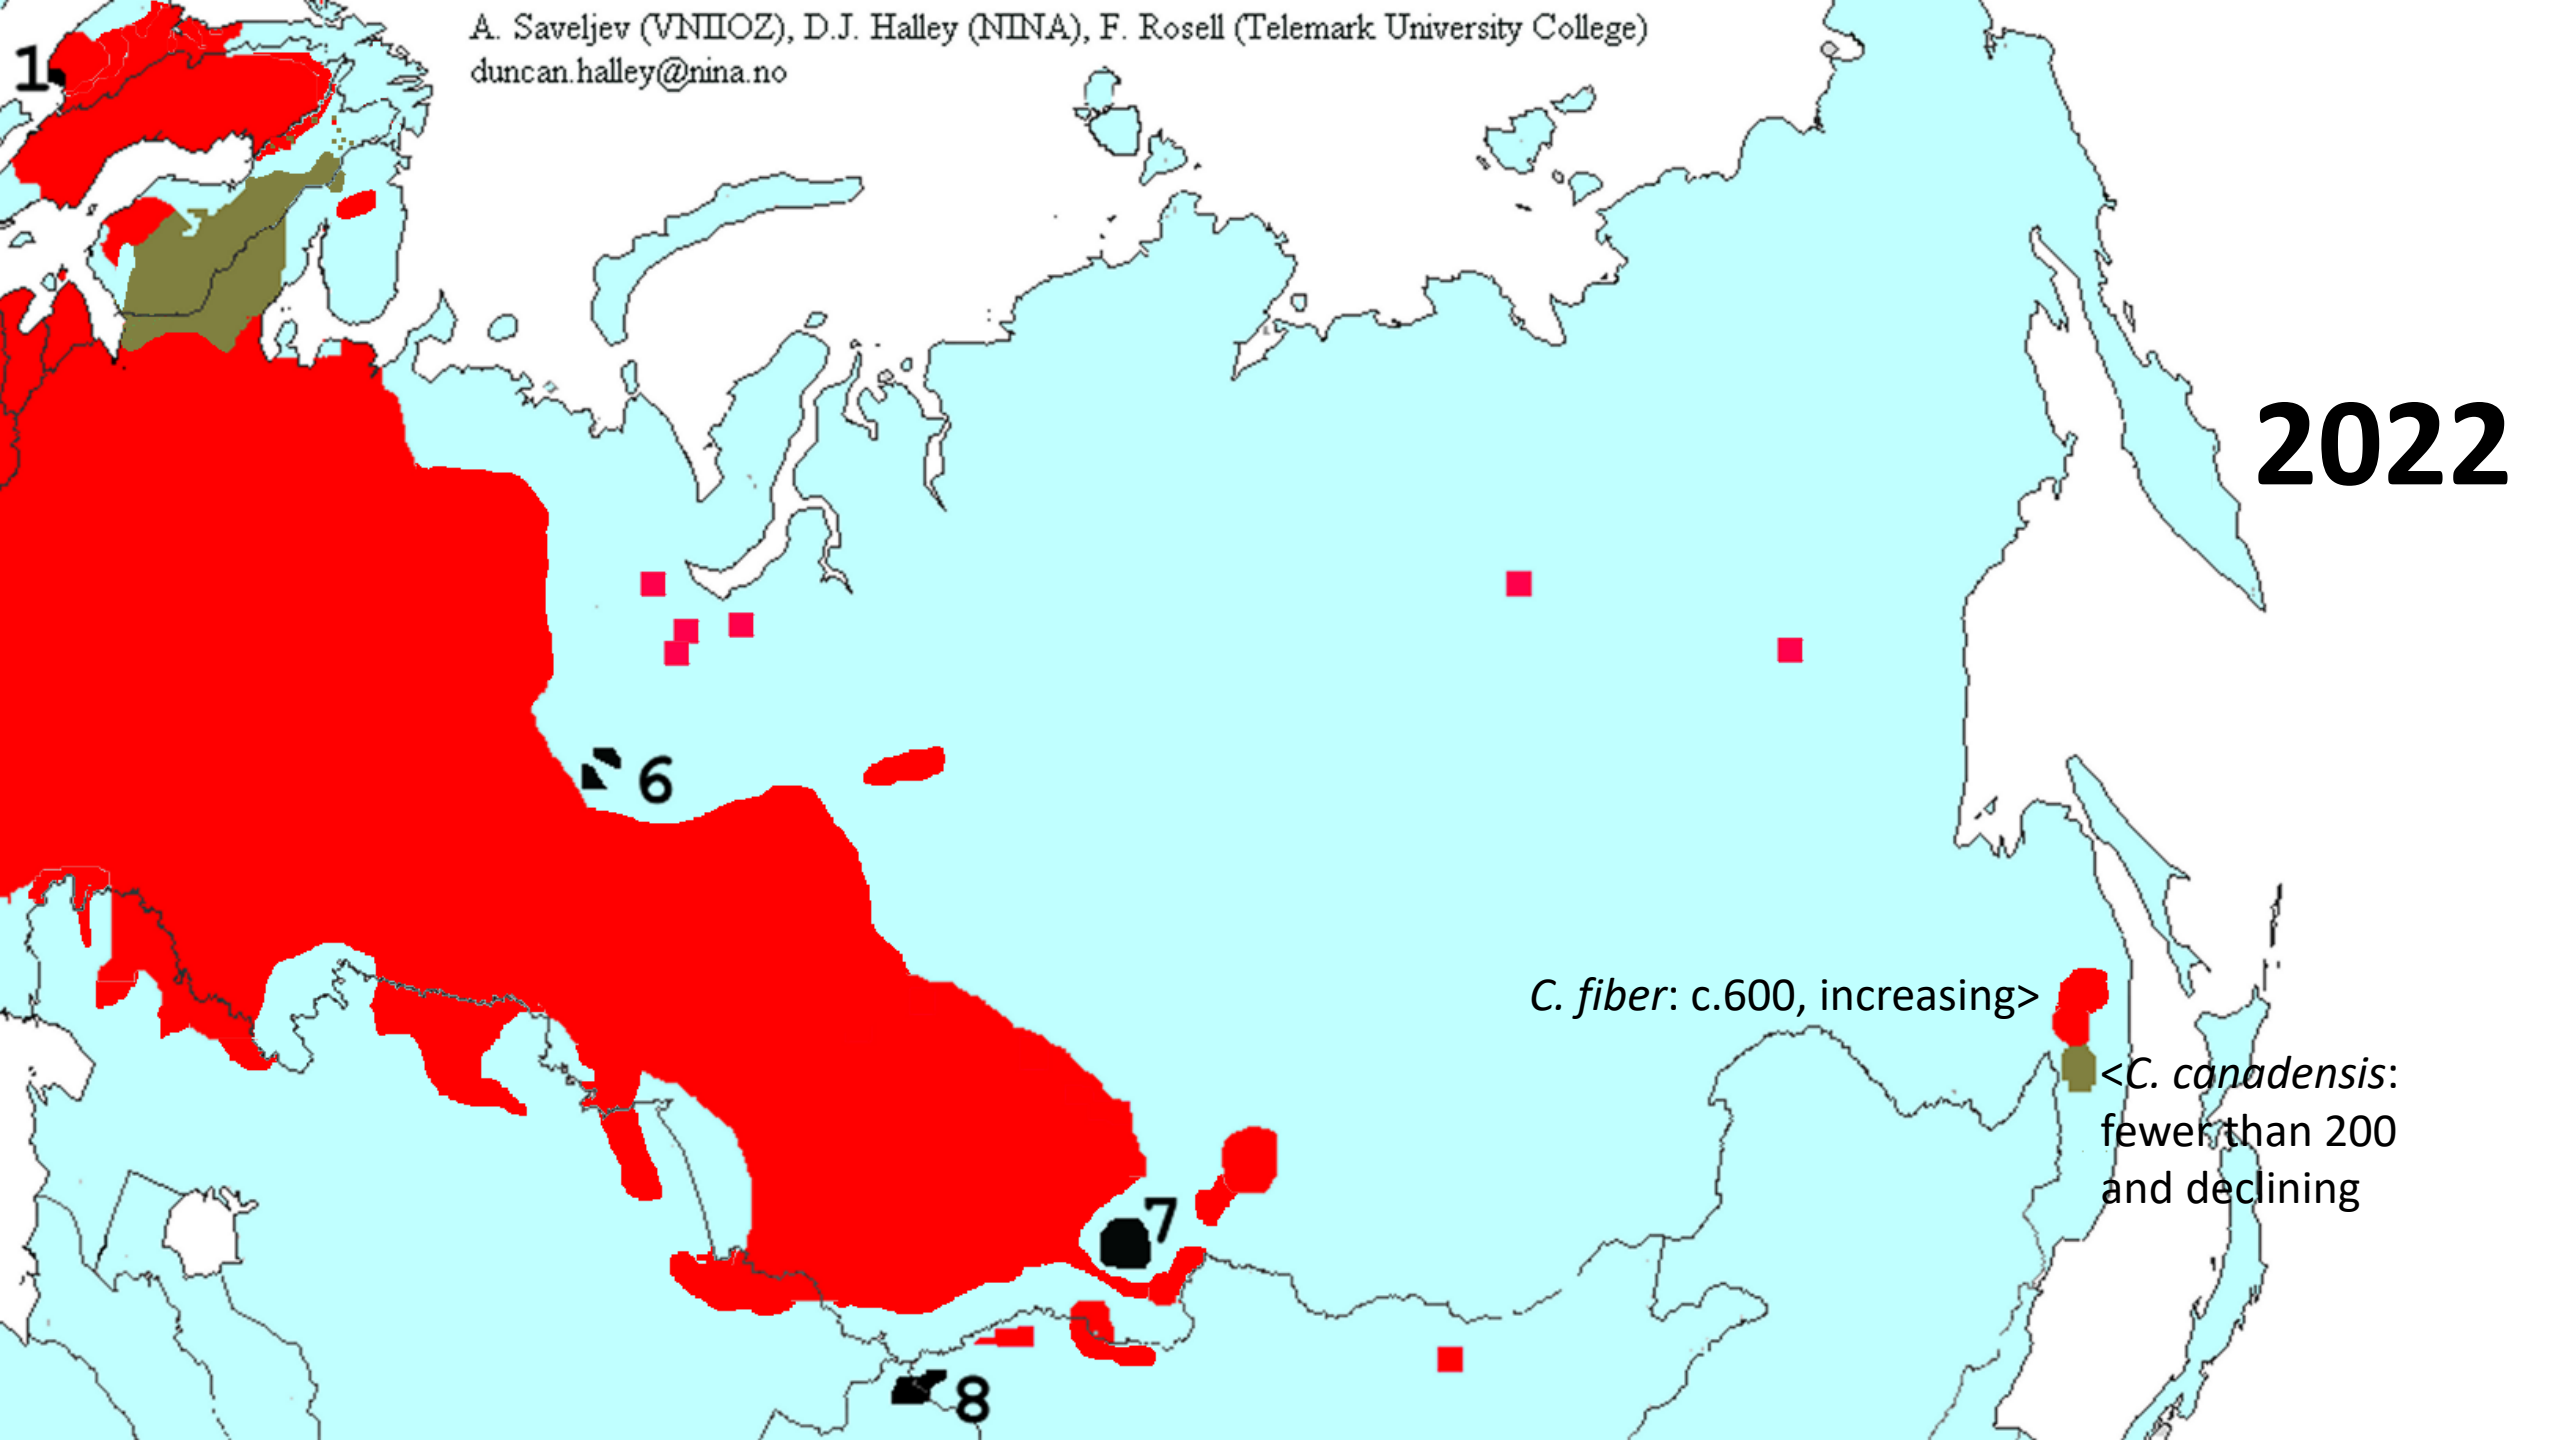 A. Saveljev (VNIIOZ), D.J. Halley (NINA), F. Rosell (Telemark University College)
duncan.halley@nina.no
1
2022
6
C. fiber: c.600, increasing>
<C. canadensis:
fewer than 200
and declining
7
8